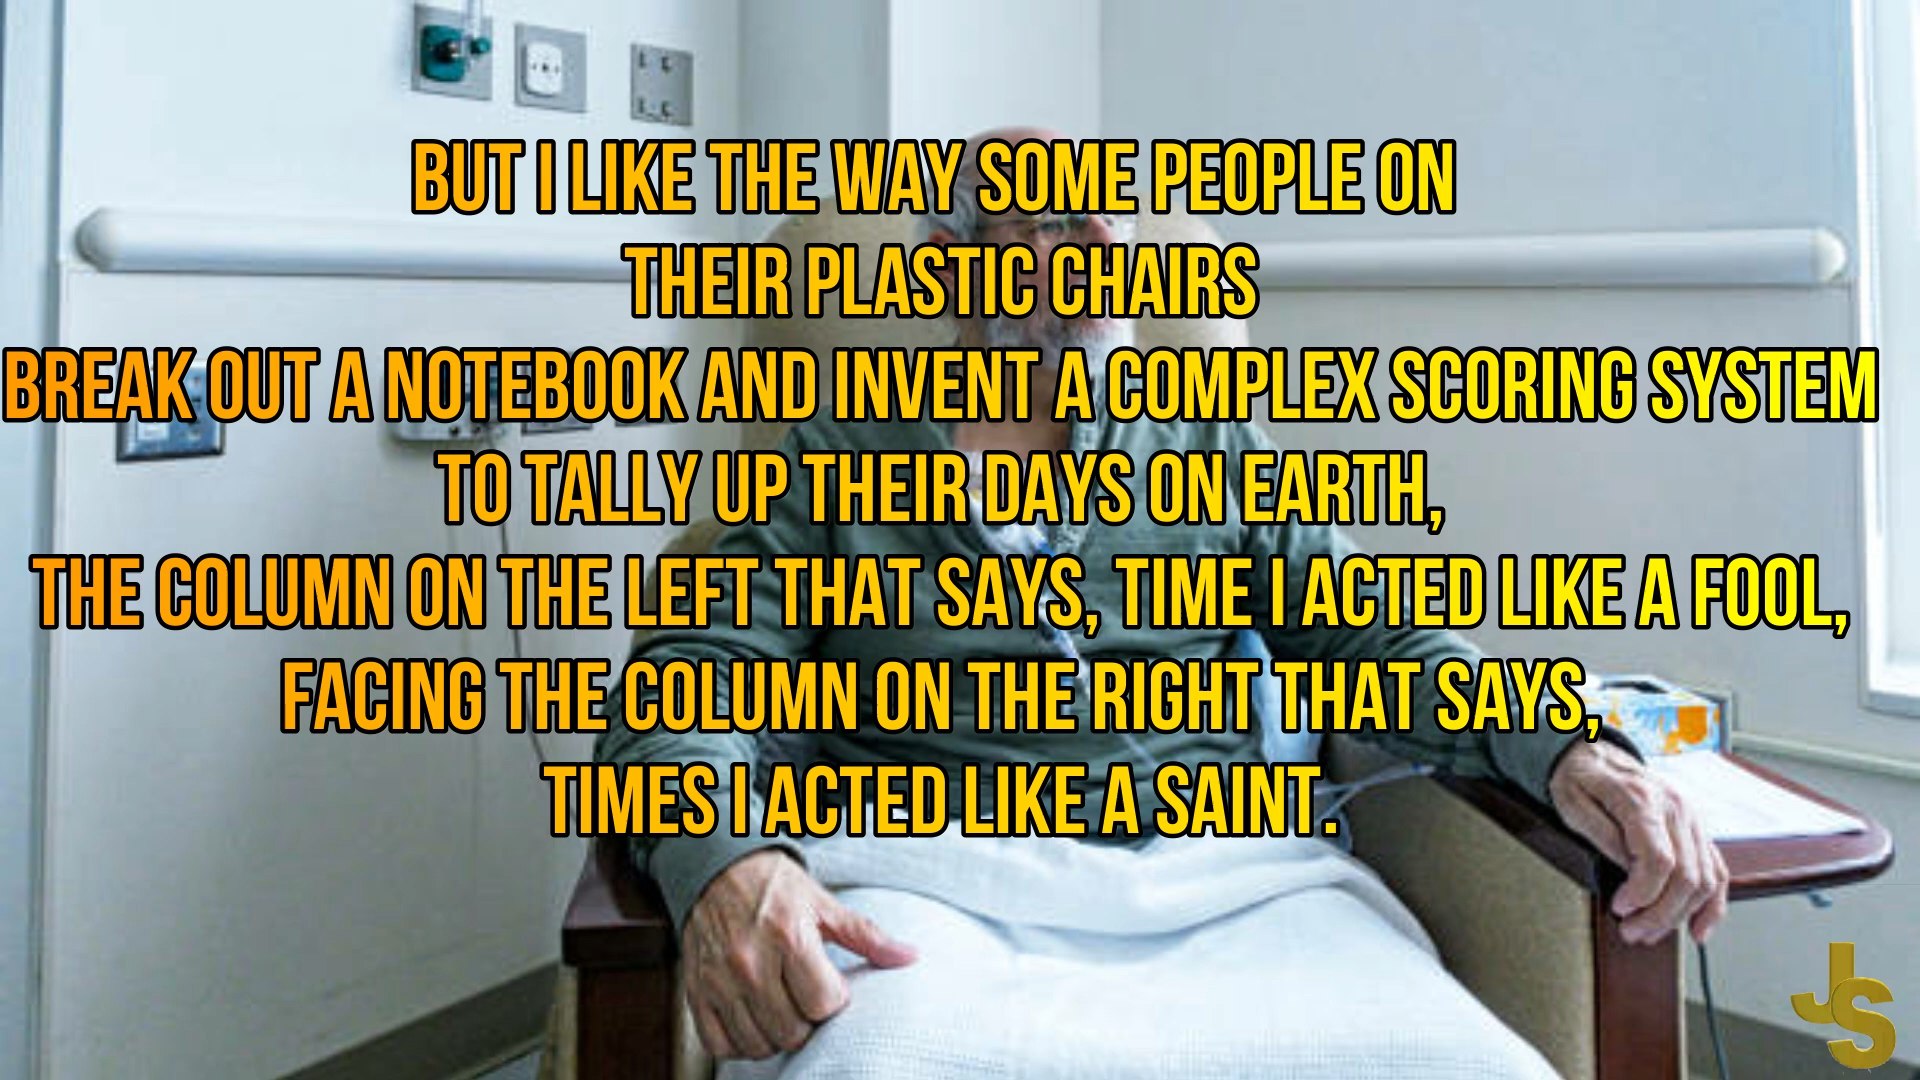 BUT I LIKE THE WAY SOME PEOPLE ON
THEIR PLASTIC CHAIRS
BREAK OUT A NOTEBOOK AND INVENT A COMPLEX SCORING SYSTEM
TO TALLY UP THEIR DAYS ON EARTH,
THE COLUMN ON THE LEFT THAT SAYS, TIME I ACTED LIKE A FOOL,
FACING THE COLUMN ON THE RIGHT THAT SAYS,
TIMES I ACTED LIKE A SAINT.
JS